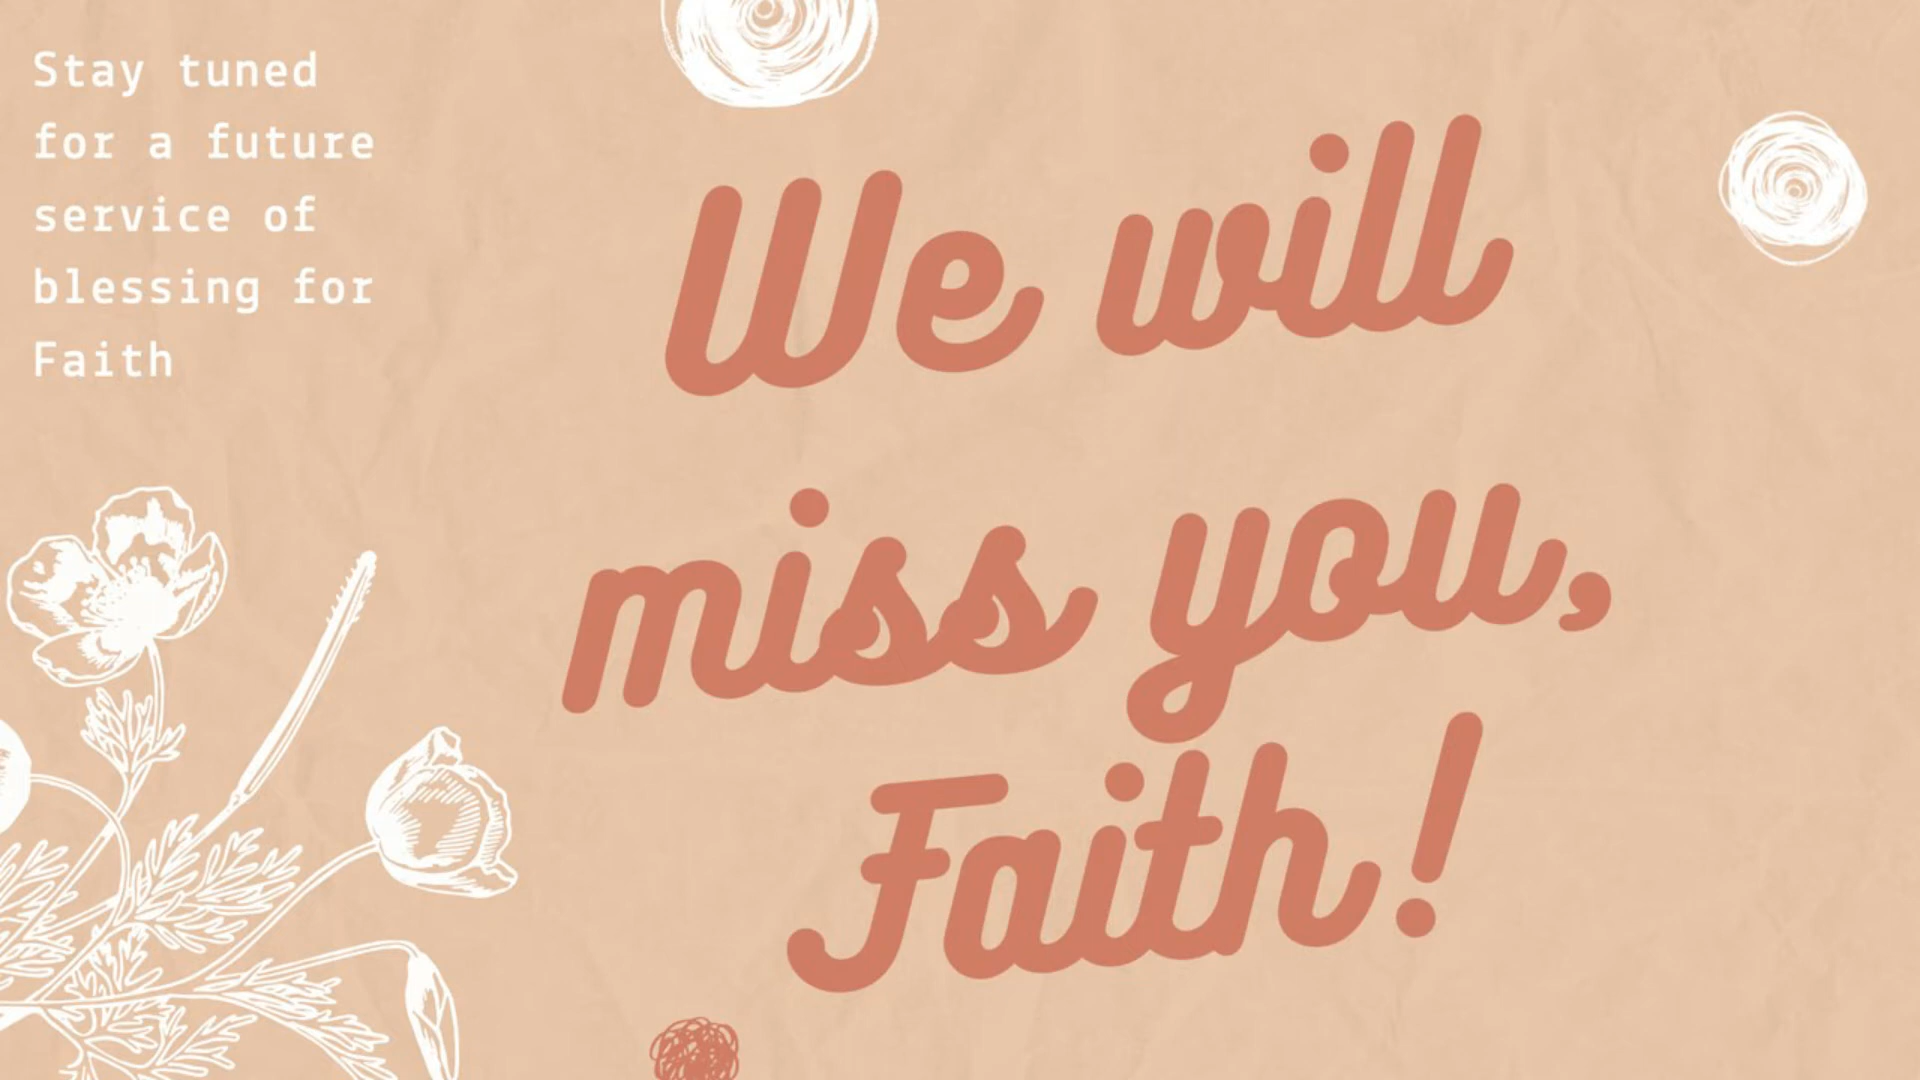 Stay tuned
for a future
service of
blessing for
Faith
We will
miss you,
Faith!